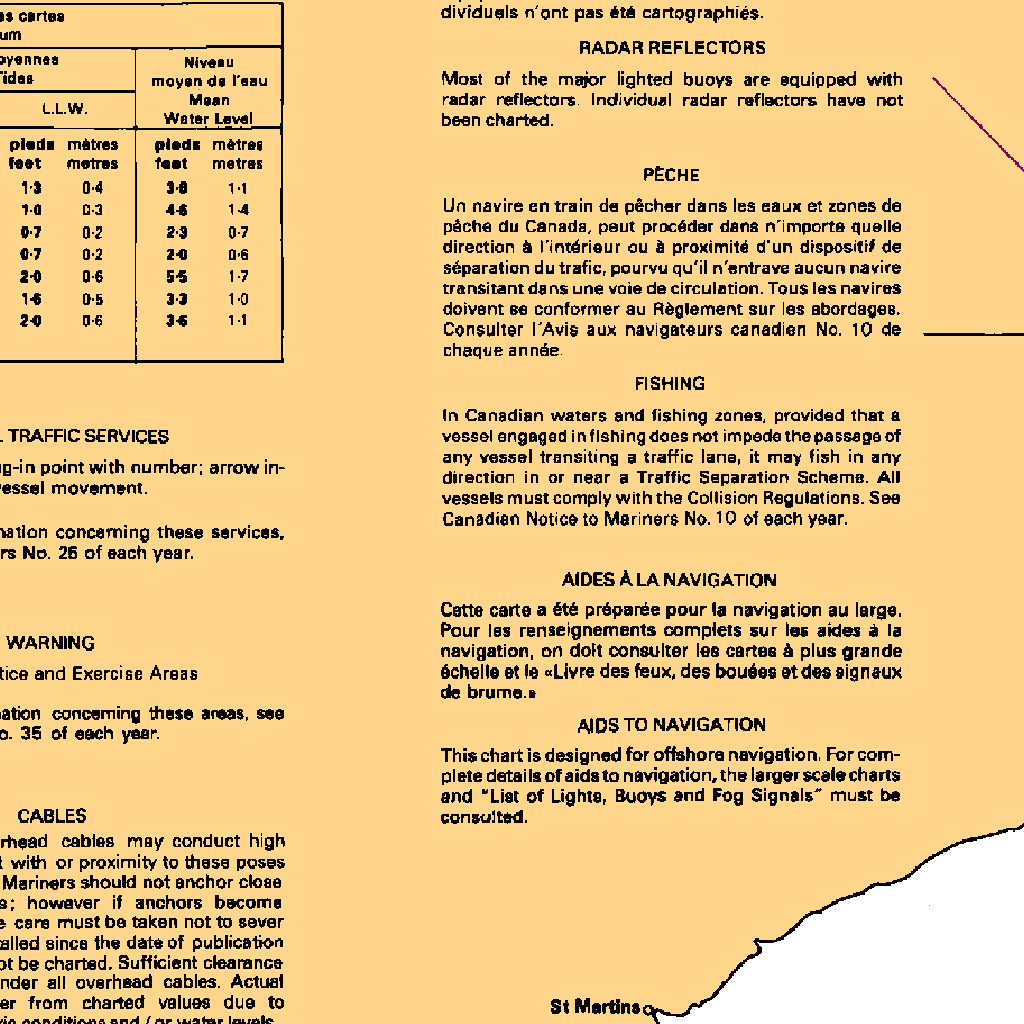 s cartes
um
oyennes
Tides
Niveau
moyen de l'eau
Mean
Water Level
L.L.W.
pieds mètres pieds mètres
feet metres feet metres
1·3 0·4 3·6 1·1
1·0 0·3 4·6 1·4
0·7 0·2 2·3 0·7
0·7 0·2 2·0 0·6
2·0 0·6 5·5 1·7
1·6 0·5 3·3 1·0
2·0 0·6 3·6 1·1
TRAFFIC SERVICES
g-in point with number; arrow in-
essel movement.
mation concerning these services,
rs No. 25 of each year.
WARNING
tice and Exercise Areas
ation concerning these areas, see
o. 35 of each year.
CABLES
rhead cables may conduct high
t with or proximity to these poses
Mariners should not anchor close
s; however if anchors become
e care must be taken not to sever
alled since the date of publication
ot be charted. Sufficient clearance
nder all overhead cables. Actual
er from charted values due to
ric conditions and / or water levels.
dividuels n'ont pas été cartographiés.
RADAR REFLECTORS
Most of the major lighted buoys are equipped with
radar reflectors. Individual radar reflectors have not
been charted.
PÊCHE
Un navire en train de pêcher dans les eaux et zones de
pêche du Canada, peut procéder dans n'importe quelle
direction à l'intérieur ou à proximité d'un dispositif de
séparation du trafic, pourvu qu'il n'entrave aucun navire
transitant dans une voie de circulation. Tous les navires
doivent se conformer au Règlement sur les abordages.
Consulter l'Avis aux navigateurs canadien No. 10 de
chaque année.
FISHING
In Canadian waters and fishing zones, provided that a
vessel engaged in fishing does not impede the passage of
any vessel transiting a traffic lane, it may fish in any
direction in or near a Traffic Separation Scheme. All
vessels must comply with the Collision Regulations. See
Canadian Notice to Mariners No. 10 of each year.
AIDES À LA NAVIGATION
Cette carte a été préparée pour la navigation au large.
Pour les renseignements complets sur les aides à la
navigation, on doit consulter les cartes à plus grande
échelle et le «Livre des feux, des bouées et des signaux
de brume.»
AIDS TO NAVIGATION
This chart is designed for offshore navigation. For com-
plete details of aids to navigation, the larger scale charts
and "List of Lights, Buoys and Fog Signals" must be
consulted.
St Martins